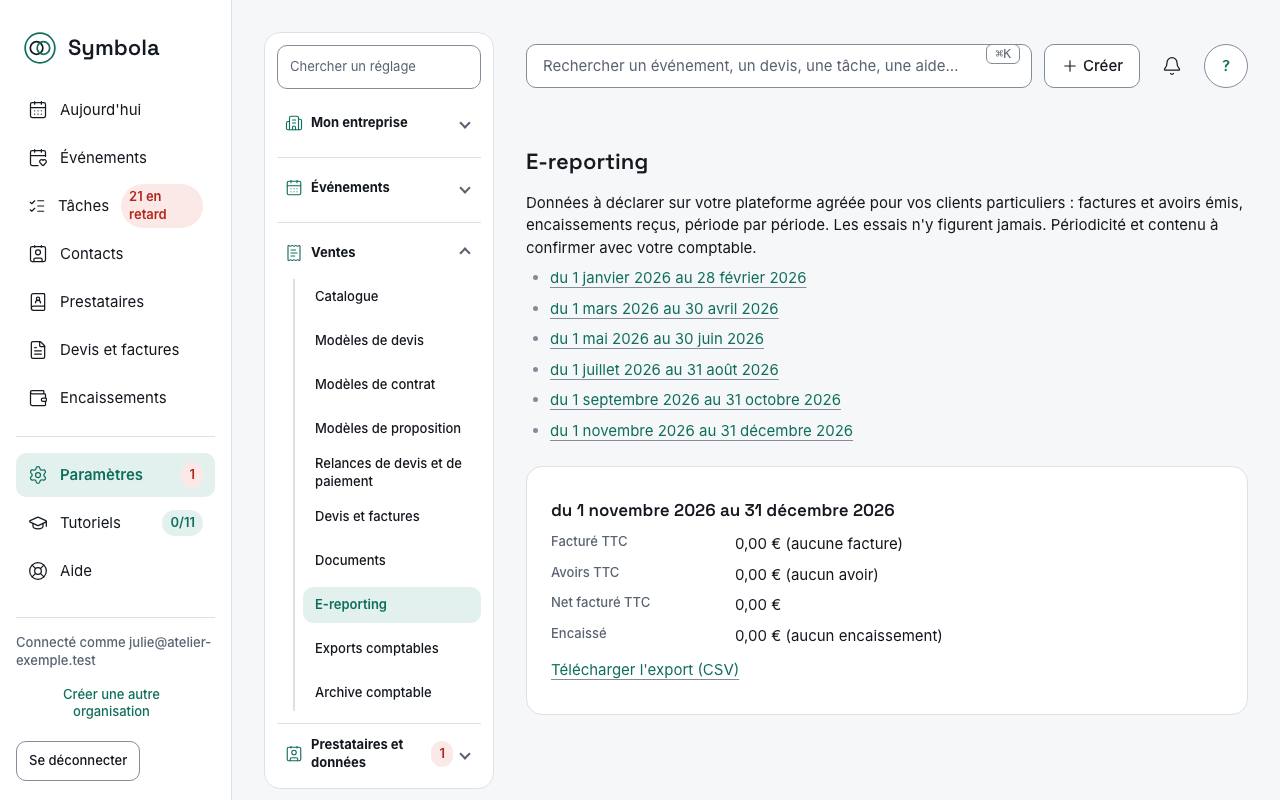 Symbola
Aujourd'hui
Événements
Tâches
21 en
retard
Contacts
Prestataires
Devis et factures
Encaissements
Paramètres
1
Tutoriels
0/11
Aide
Connecté comme julie@atelier-
exemple.test
Créer une autre
organisation
Se déconnecter
Chercher un réglage
Mon entreprise
Événements
Ventes
Catalogue
Modèles de devis
Modèles de contrat
Modèles de proposition
Relances de devis et de
paiement
Devis et factures
Documents
E-reporting
Exports comptables
Archive comptable
Prestataires et
données
1
Rechercher un événement, un devis, une tâche, une aide...
⌘K
Créer
?
E-reporting
Données à déclarer sur votre plateforme agréée pour vos clients particuliers : factures et avoirs émis,
encaissements reçus, période par période. Les essais n'y figurent jamais. Périodicité et contenu à
confirmer avec votre comptable.
du 1 janvier 2026 au 28 février 2026
du 1 mars 2026 au 30 avril 2026
du 1 mai 2026 au 30 juin 2026
du 1 juillet 2026 au 31 août 2026
du 1 septembre 2026 au 31 octobre 2026
du 1 novembre 2026 au 31 décembre 2026
du 1 novembre 2026 au 31 décembre 2026
Facturé TTC 0,00 € (aucune facture)
Avoirs TTC 0,00 € (aucun avoir)
Net facturé TTC 0,00 €
Encaissé 0,00 € (aucun encaissement)
Télécharger l'export (CSV)